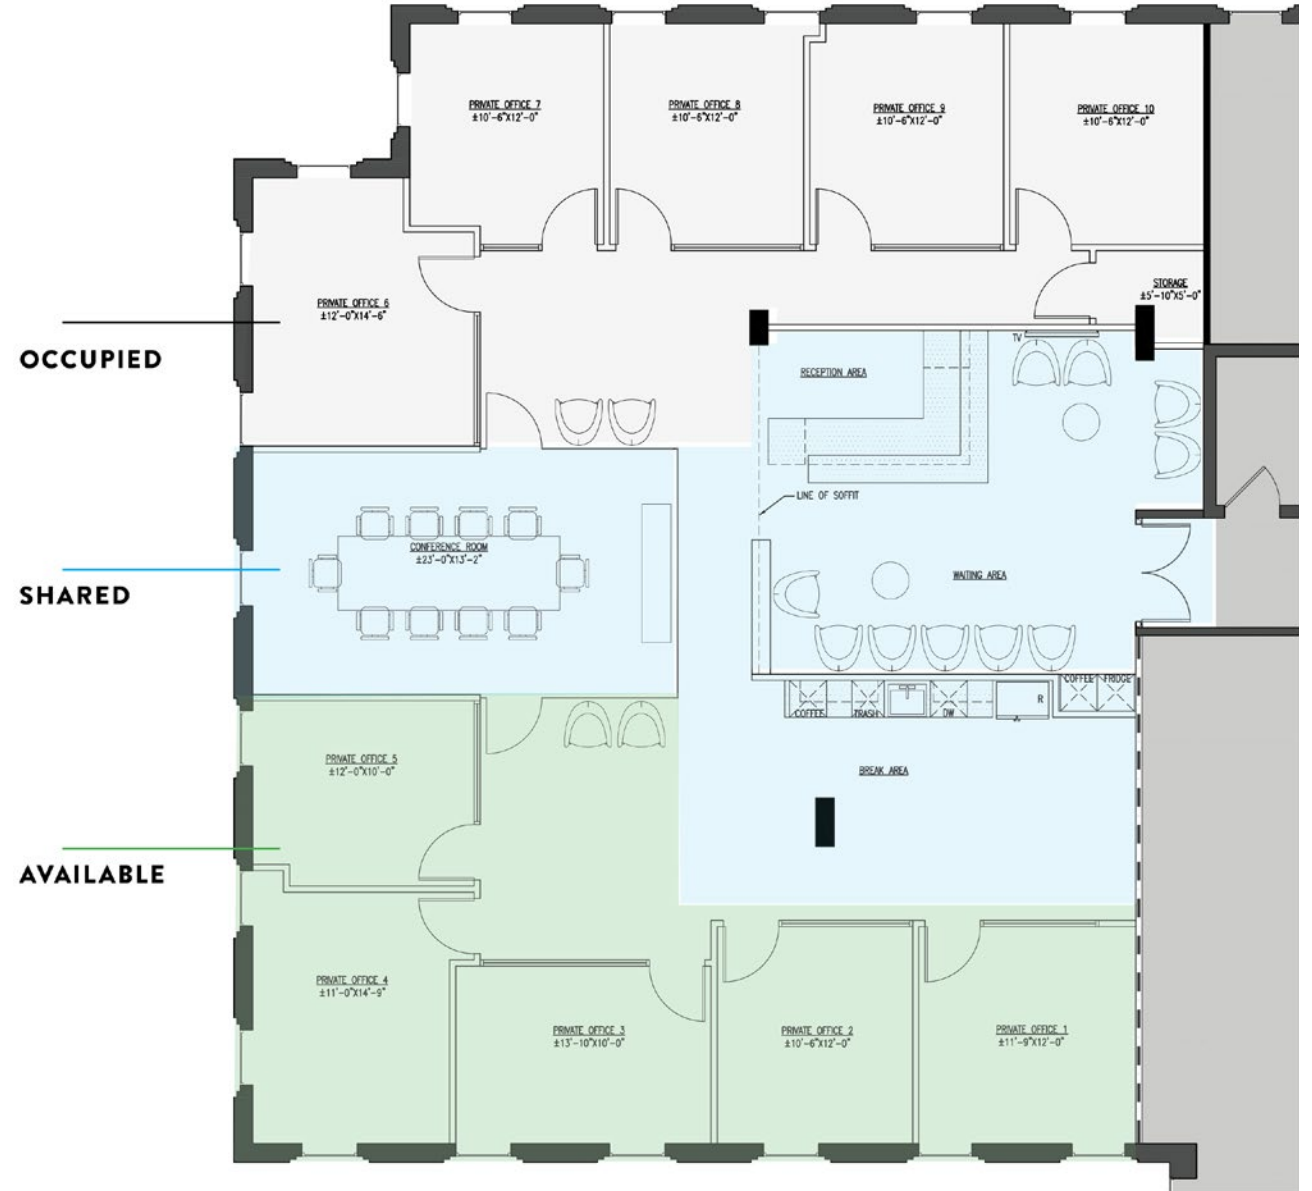 PRIVATE OFFICE 7
±10'-6"X12'-0"
PRIVATE OFFICE 8
±10'-6"X12'-0"
PRIVATE OFFICE 9
±10'-6"X12'-0"
PRIVATE OFFICE 10
±10'-6"X12'-0"
PRIVATE OFFICE 6
±12'-0"X14'-6"
STORAGE
±5'-10"X5'-0"
OCCUPIED
TV
RECEPTION AREA
LINE OF SOFFIT
CONFERENCE ROOM
±23'-0"X13'-2"
WAITING AREA
SHARED
COFFEE
FRIDGE
COFFEE
TRASH
DW
R
PRIVATE OFFICE 5
±12'-0"X10'-0"
BREAK AREA
AVAILABLE
PRIVATE OFFICE 4
±11'-0"X14'-9"
PRIVATE OFFICE 3
±13'-10"X10'-0"
PRIVATE OFFICE 2
±10'-6"X12'-0"
PRIVATE OFFICE 1
±11'-9"X12'-0"